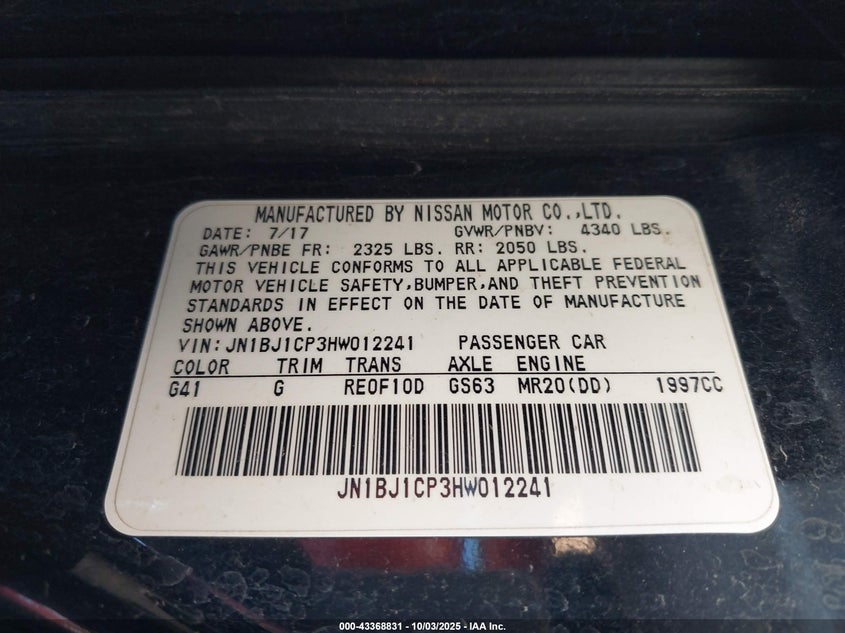 MANUFACTURED BY NISSAN MOTOR CO.,LTD.
DATE: 7/17 GVWR/PNBV: 4340 LBS.
GAWR/PNBE FR: 2325 LBS. RR: 2050 LBS.
THIS VEHICLE CONFORMS TO ALL APPLICABLE FEDERAL
MOTOR VEHICLE SAFETY,BUMPER,AND THEFT PREVENTION
STANDARDS IN EFFECT ON THE DATE OF MANUFACTURE
SHOWN ABOVE.
VIN:JN1BJ1CP3HW012241 PASSENGER CAR
COLOR TRIM TRANS AXLE ENGINE
G41 G RE0F10D GS63 MR20(DD) 1997CC
JN1BJ1CP3HW012241
000-43368831 - 10/03/2025 - IAA Inc.